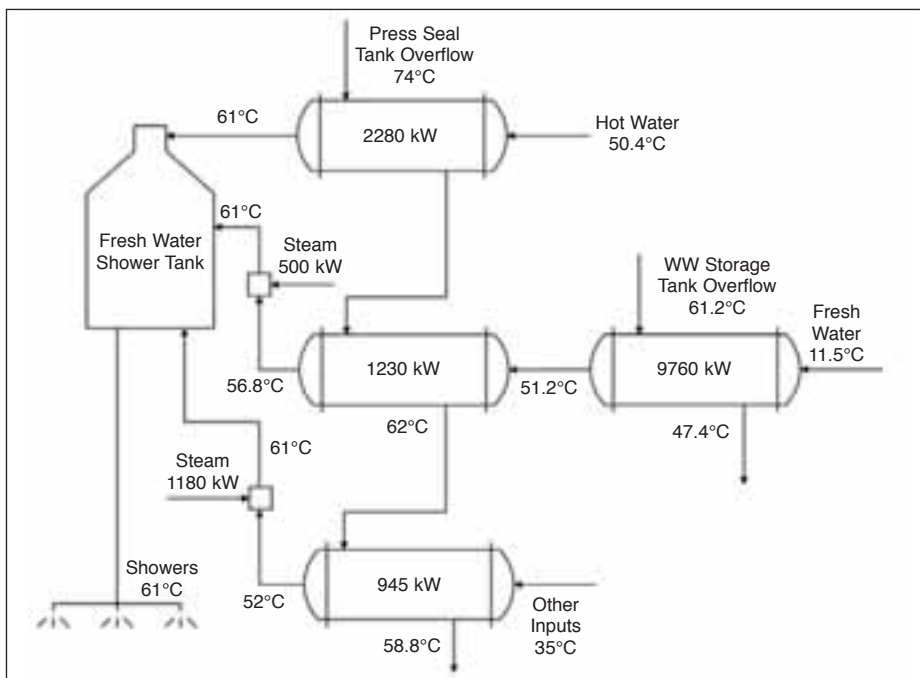 Press Seal
Tank Overflow
74°C
61°C
2280 kW
Hot Water
50.4°C
61°C
Fresh Water
Shower Tank
Steam
500 kW
WW Storage
Tank Overflow
61.2°C
Fresh
Water
11.5°C
1230 kW
9760 kW
56.8°C
51.2°C
62°C
47.4°C
61°C
Steam
1180 kW
Showers
61°C
945 kW
52°C
Other
Inputs
35°C
58.8°C